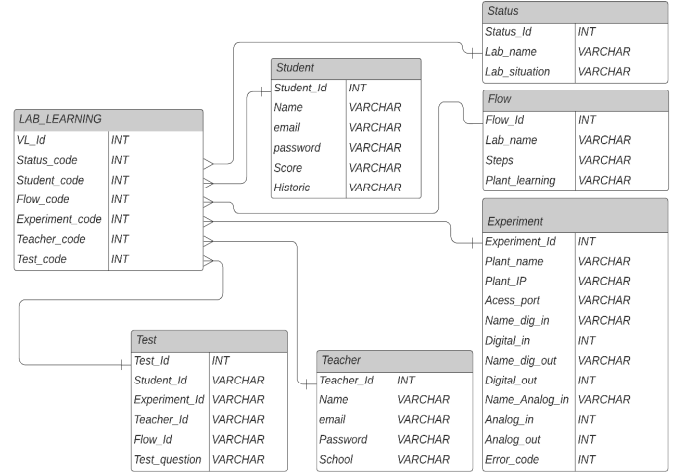 Status
Status_Id INT
Lab_name VARCHAR
Lab_situation VARCHAR
Student
Student_Id INT
Name VARCHAR
email VARCHAR
password VARCHAR
Score VARCHAR
Historic VARCHAR
Flow
Flow_Id INT
Lab_name VARCHAR
Steps VARCHAR
Plant_learning VARCHAR
LAB_LEARNING
VL_Id INT
Status_code INT
Student_code INT
Flow_code INT
Experiment_code INT
Teacher_code INT
Test_code INT
Experiment
Experiment_Id INT
Plant_name VARCHAR
Plant_IP VARCHAR
Acess_port VARCHAR
Name_dig_in VARCHAR
Digital_in INT
Name_dig_out VARCHAR
Digital_out INT
Name_Analog_in VARCHAR
Analog_in INT
Analog_out INT
Error_code INT
Test
Test_Id INT
Student_Id VARCHAR
Experiment_Id VARCHAR
Teacher_Id VARCHAR
Flow_Id VARCHAR
Test_question VARCHAR
Teacher
Teacher_Id INT
Name VARCHAR
email VARCHAR
Password VARCHAR
School VARCHAR